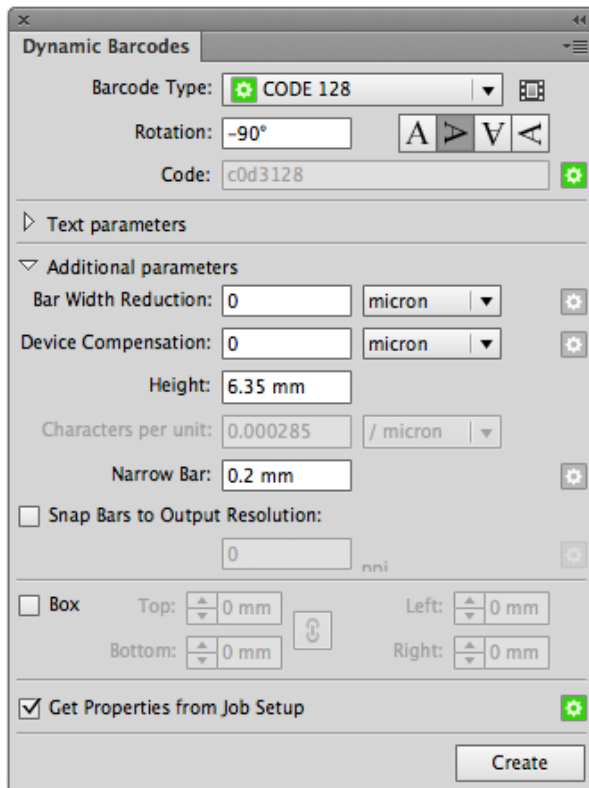 Dynamic Barcodes
Barcode Type: CODE 128
Rotation: -90° A A A A
Code: c0d3128
Text parameters
Additional parameters
Bar Width Reduction: 0 micron
Device Compensation: 0 micron
Height: 6.35 mm
Characters per unit: 0.000285 / micron
Narrow Bar: 0.2 mm
Snap Bars to Output Resolution:
0 ppi
Box Top: 0 mm Left: 0 mm
Bottom: 0 mm Right: 0 mm
Get Properties from Job Setup
Create